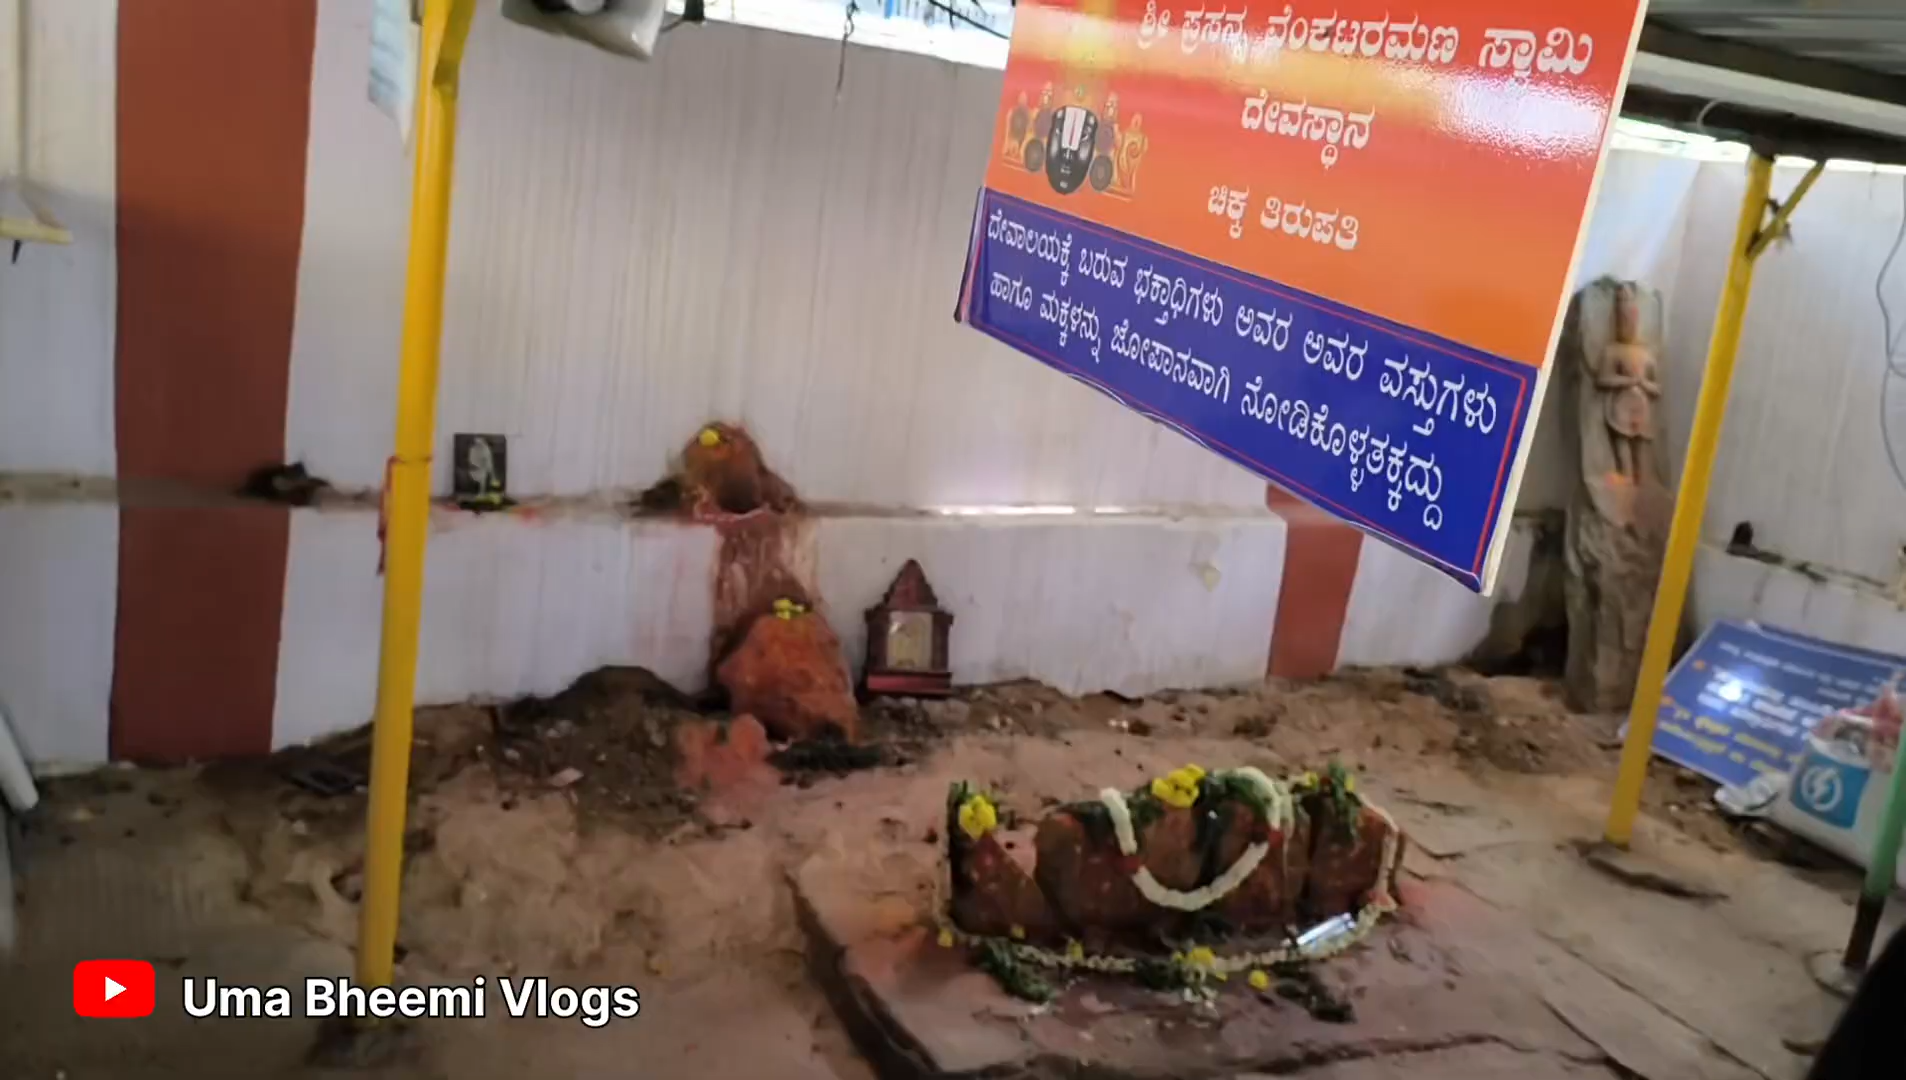 ಶ್ರೀ ಪ್ರಸನ್ನ ವೆಂಕಟರಮಣ ಸ್ವಾಮಿ
ದೇವಸ್ಥಾನ
ಚಿಕ್ಕ ತಿರುಪತಿ
ದೇವಾಲಯಕ್ಕೆ ಬರುವ ಭಕ್ತಾಧಿಗಳು ಅವರ ಅವರ ವಸ್ತುಗಳು
ಹಾಗೂ ಮಕ್ಕಳನ್ನು ಜೋಪಾನವಾಗಿ ನೋಡಿಕೊಳ್ಳತಕ್ಕದ್ದು
Uma Bheemi Vlogs